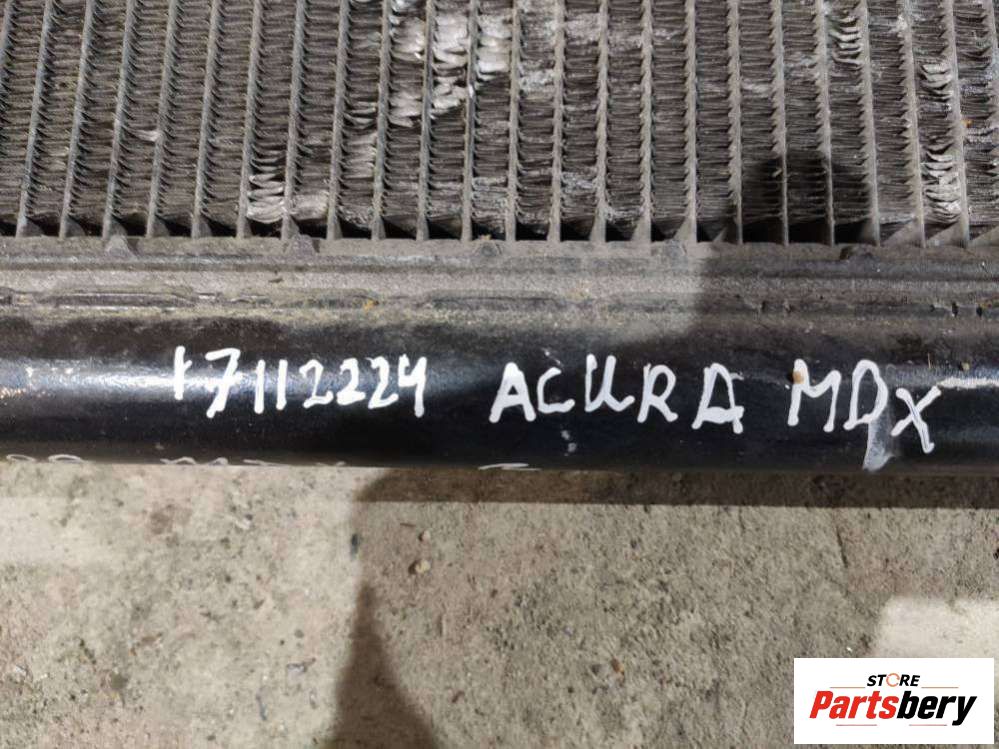 17112224 ACURA MDX
STORE
Partsbery